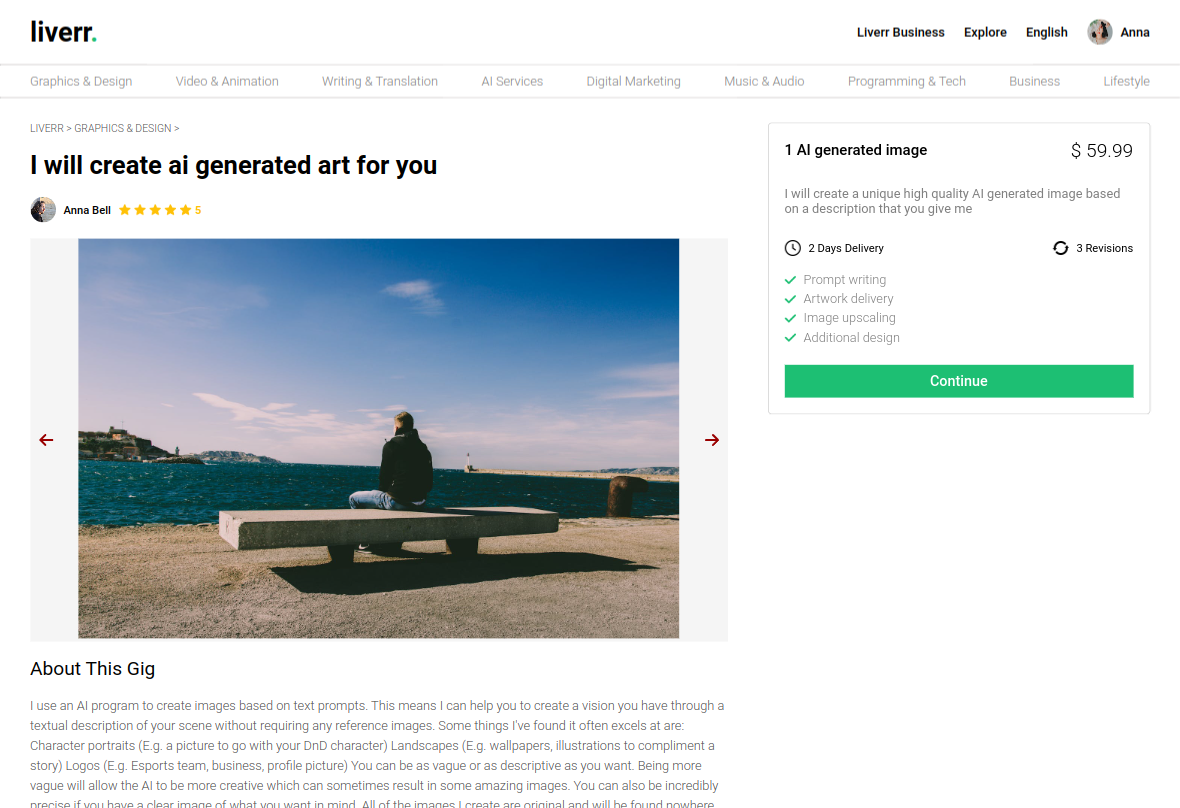 liverr.
Liverr Business Explore English Anna
Graphics & Design Video & Animation Writing & Translation AI Services Digital Marketing Music & Audio Programming & Tech Business Lifestyle
LIVERR > GRAPHICS & DESIGN >
I will create ai generated art for you
Anna Bell 5
1 AI generated image $ 59.99
I will create a unique high quality AI generated image based
on a description that you give me
2 Days Delivery 3 Revisions
Prompt writing
Artwork delivery
Image upscaling
Additional design
Continue
About This Gig
I use an AI program to create images based on text prompts. This means I can help you to create a vision you have through a
textual description of your scene without requiring any reference images. Some things I've found it often excels at are:
Character portraits (E.g. a picture to go with your DnD character) Landscapes (E.g. wallpapers, illustrations to compliment a
story) Logos (E.g. Esports team, business, profile picture) You can be as vague or as descriptive as you want. Being more
vague will allow the AI to be more creative which can sometimes result in some amazing images. You can also be incredibly
precise if you have a clear image of what you want in mind. All of the images I create are original and will be found nowhere